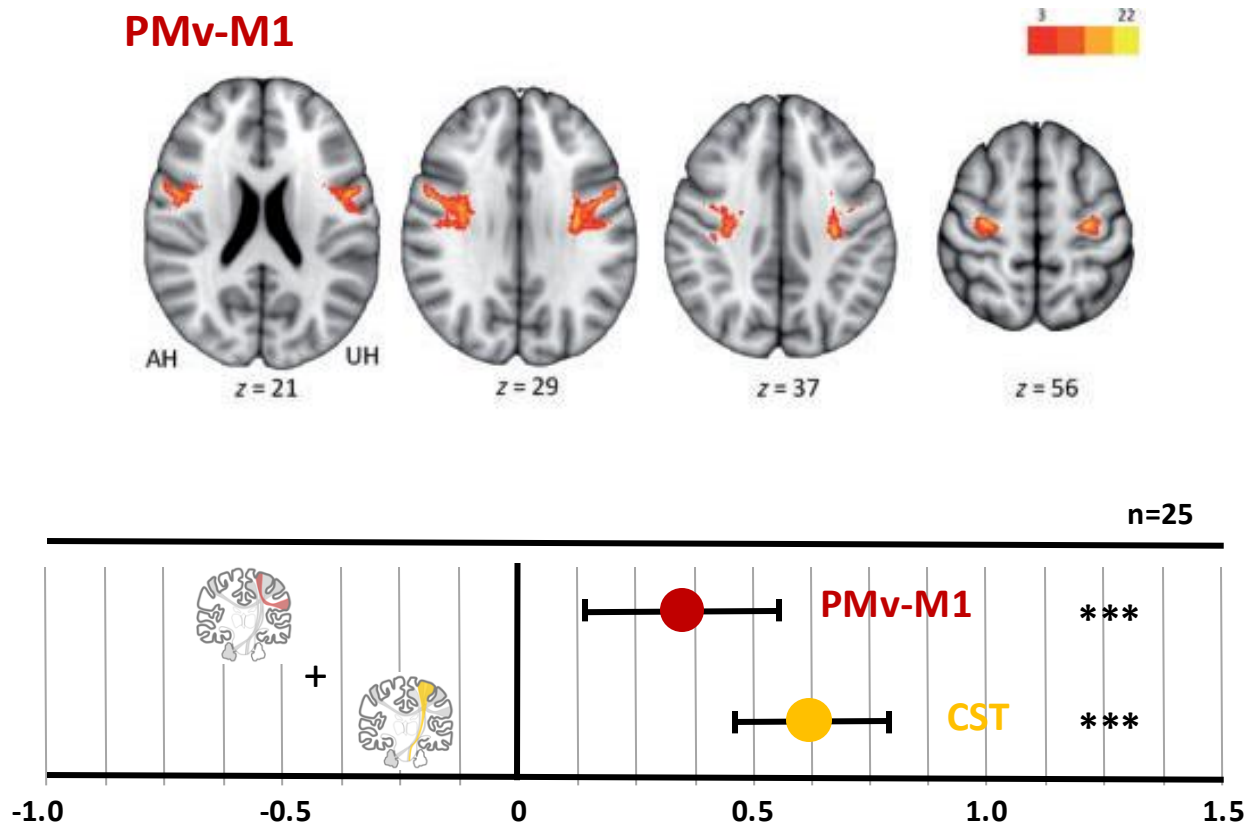 PMv-M1
3 22
AH UH
z = 21 z = 29 z = 37 z = 56
n=25
PMv-M1 ***
+
CST ***
-1.0 -0.5 0 0.5 1.0 1.5